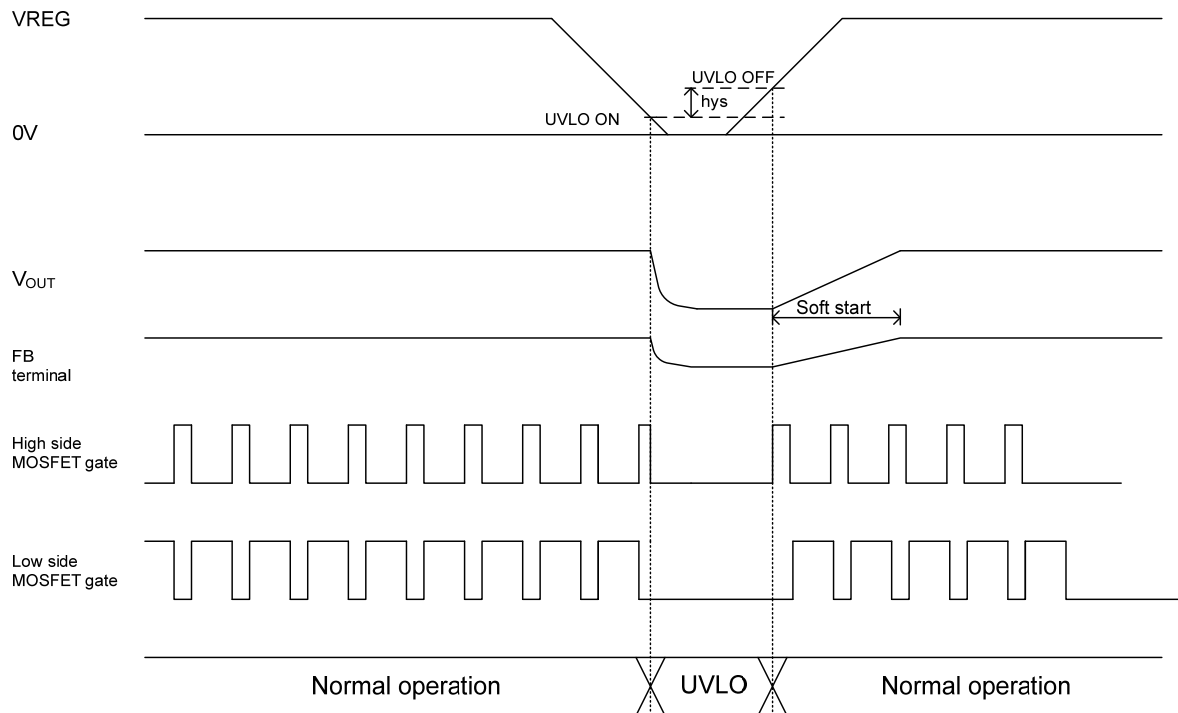 VREG
UVLO OFF
hys
UVLO ON
0V
VOUT
Soft start
FB
terminal
High side
MOSFET gate
Low side
MOSFET gate
Normal operation
UVLO
Normal operation